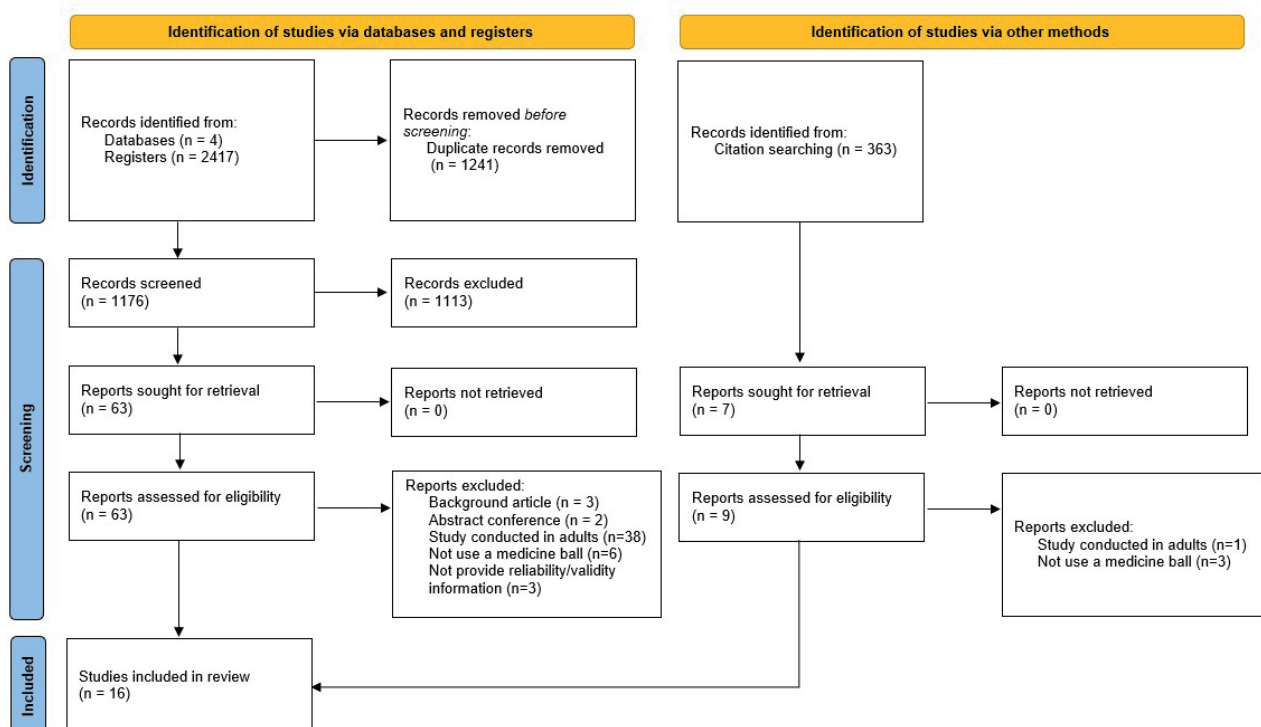 Identification of studies via databases and registers
Identification of studies via other methods
Identification
Records identified from:
Databases (n = 4)
Registers (n = 2417)
Records removed before
screening:
Duplicate records removed
(n = 1241)
Records identified from:
Citation searching (n = 363)
Screening
Records screened
(n = 1176)
Records excluded
(n = 1113)
Reports sought for retrieval
(n = 63)
Reports not retrieved
(n = 0)
Reports sought for retrieval
(n = 7)
Reports not retrieved
(n = 0)
Reports assessed for eligibility
(n = 63)
Reports excluded:
Background article (n = 3)
Abstract conference (n = 2)
Study conducted in adults (n=38)
Not use a medicine ball (n=6)
Not provide reliability/validity
information (n=3)
Reports assessed for eligibility
(n = 9)
Reports excluded:
Study conducted in adults (n=1)
Not use a medicine ball (n=3)
Included
Studies included in review
(n = 16)